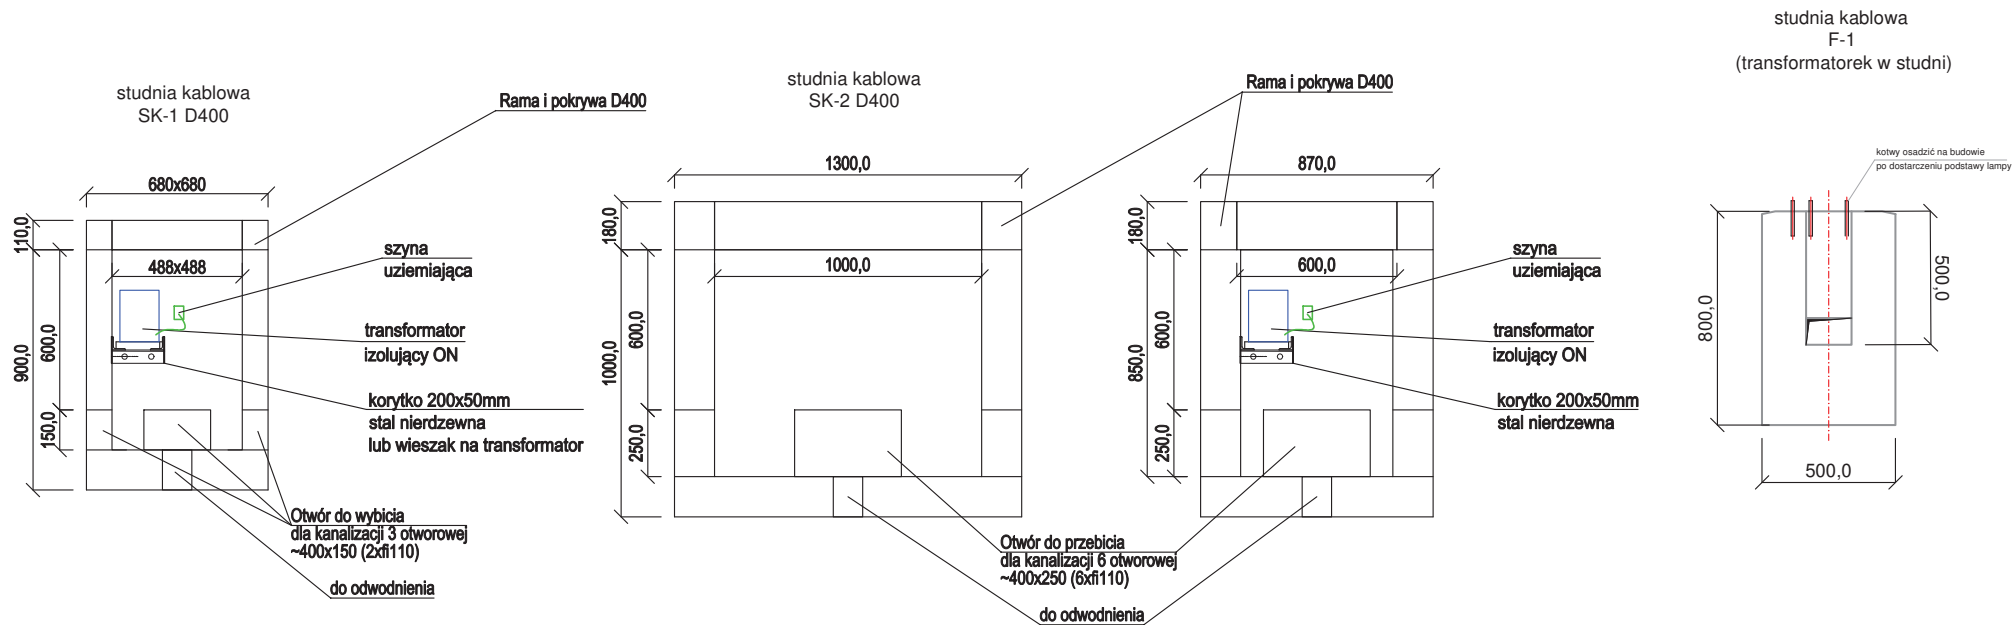 studnia kablowa
SK-1 D400
Rama i pokrywa D400
680x680
110,0
488x488
900,0
600,0
150,0
szyna
uziemiająca
transformator
izolujący ON
korytko 200x50mm
stal nierdzewna
lub wieszak na transformator
Otwór do wybicia
dla kanalizacji 3 otworowej
~400x150 (2xfi110)
do odwodnienia
studnia kablowa
SK-2 D400
Rama i pokrywa D400
1300,0
180,0
1000,0
1000,0
600,0
250,0
870,0
180,0
600,0
850,0
600,0
250,0
szyna
uziemiająca
transformator
izolujący ON
korytko 200x50mm
stal nierdzewna
Otwór do przebicia
dla kanalizacji 6 otworowej
~400x250 (6xfi110)
do odwodnienia
studnia kablowa
F-1
(transformatorek w studni)
kotwy osadzić na budowie
po dostarczeniu podstawy lampy
800,0
500,0
500,0